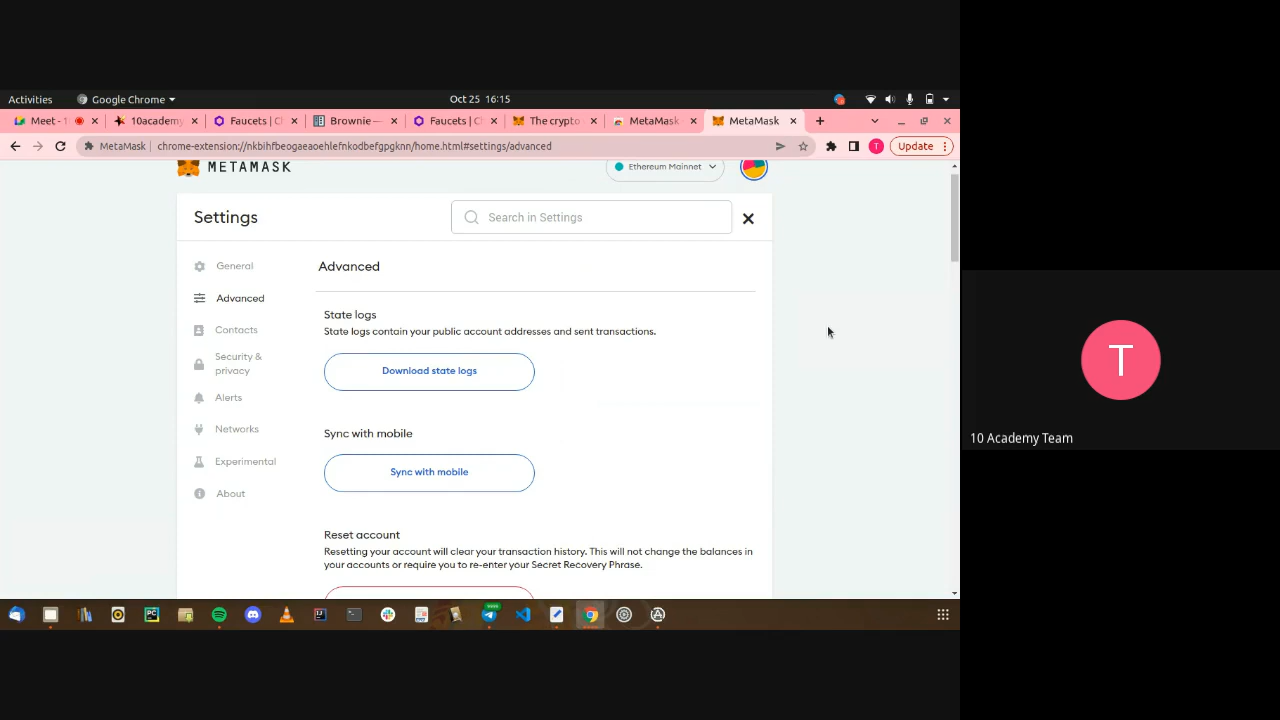 Activities
Google Chrome
Oct 25 16:15
Meet - 1
10academy
Faucets | Ch
Brownie —
Faucets | Ch
The crypto
MetaMask -
MetaMask
MetaMask
chrome-extension://nkbihfbeogaeaoehlefnkodbefgpgknn/home.html#settings/advanced
T
Update
METAMASK
Ethereum Mainnet
Settings
Search in Settings
General
Advanced
Contacts
Security &
privacy
Alerts
Networks
Experimental
About
Advanced
State logs
State logs contain your public account addresses and sent transactions.
Download state logs
Sync with mobile
Sync with mobile
Reset account
Resetting your account will clear your transaction history. This will not change the balances in
your accounts or require you to re-enter your Secret Recovery Phrase.
T
10 Academy Team